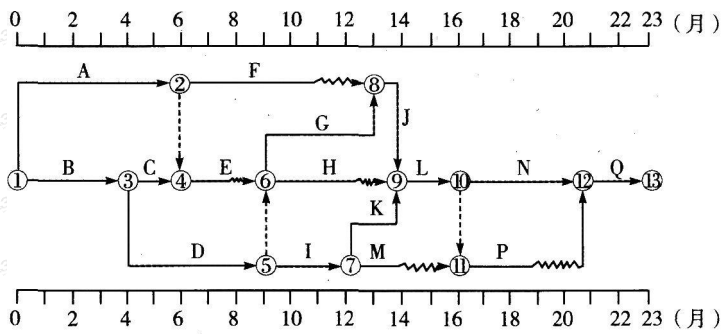 0 2 4 6 8 10 12 14 16 18 20 22 23 (月)
A F
② ⑧
G J
B C E H L N Q
① ③ ④ ⑥ ⑨ ⑩ ⑫ ⑬
K
D I M P
⑤ ⑦ ⑪
0 2 4 6 8 10 12 14 16 18 20 22 23 (月)